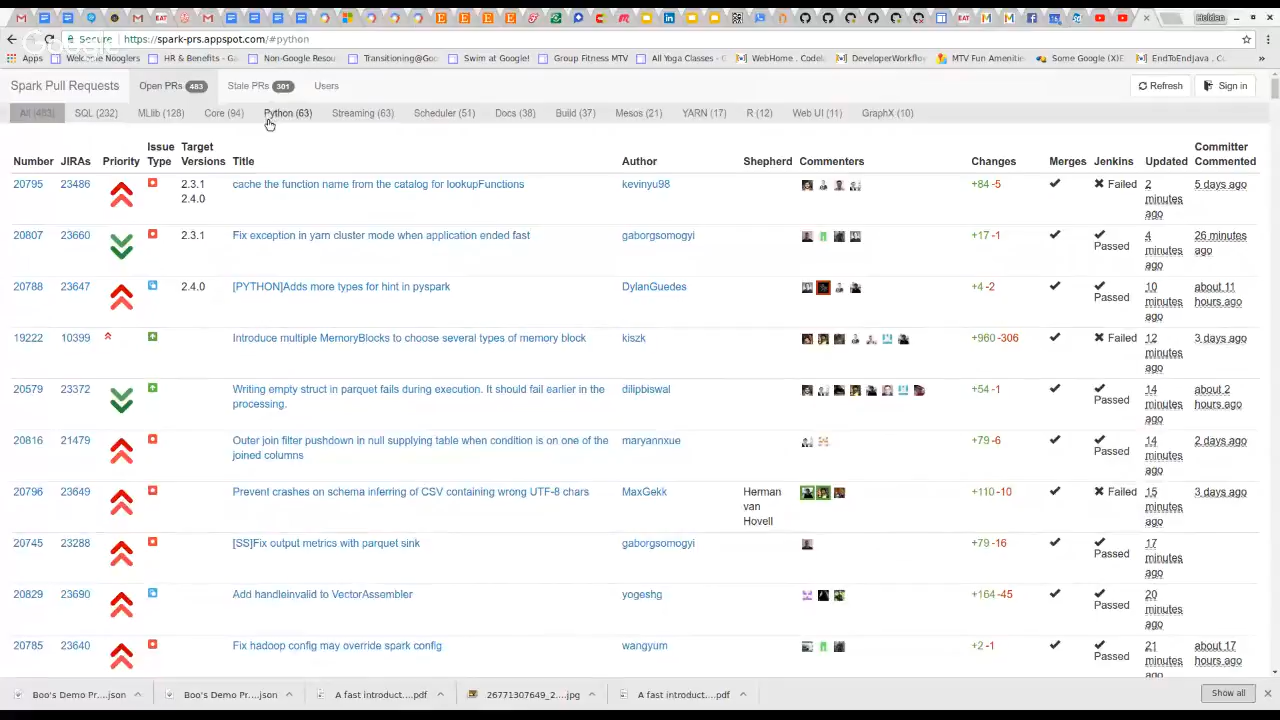 EAT
EAT
Holden
Secure https://spark-prs.appspot.com/#python
Google
Apps Welcome Nooglers HR & Benefits - Ga Non-Google Resou Transitioning@Goo Swim at Google! Group Fitness MTV All Yoga Classes - G WebHome . Codel DeveloperWorkflow MTV Fun Amenities Some Google (X)E EndToEndJava . Co
Spark Pull Requests Open PRs 483 Stale PRs 301 Users Refresh Sign in
All (483) SQL (232) MLlib (128) Core (94) Python (63) Streaming (63) Scheduler (51) Docs (38) Build (37) Mesos (21) YARN (17) R (12) Web UI (11) GraphX (10)
Number JIRAs Priority Issue Type Target Versions Title Author Shepherd Commenters Changes Merges Jenkins Updated Committer Commented
20795 23486 2.3.1 2.4.0 cache the function name from the catalog for lookupFunctions kevinyu98 +84 -5 Failed 2 minutes ago 5 days ago
20807 23660 2.3.1 Fix exception in yarn cluster mode when application ended fast gaborgsomogyi +17 -1 Passed 4 minutes ago 26 minutes ago
20788 23647 2.4.0 [PYTHON]Adds more types for hint in pyspark DylanGuedes +4 -2 Passed 10 minutes ago about 11 hours ago
19222 10399 Introduce multiple MemoryBlocks to choose several types of memory block kiszk +960 -306 Failed 12 minutes ago 3 days ago
20579 23372 Writing empty struct in parquet fails during execution. It should fail earlier in the processing. dilipbiswal +54 -1 Passed 14 minutes ago about 2 hours ago
20816 21479 Outer join filter pushdown in null supplying table when condition is on one of the joined columns maryannxue +79 -6 Passed 14 minutes ago 2 days ago
20796 23649 Prevent crashes on schema inferring of CSV containing wrong UTF-8 chars MaxGekk Herman van Hovell +110 -10 Failed 15 minutes ago 3 days ago
20745 23288 [SS]Fix output metrics with parquet sink gaborgsomogyi +79 -16 Passed 17 minutes ago
20829 23690 Add handleinvalid to VectorAssembler yogeshg +164 -45 Passed 20 minutes ago
20785 23640 Fix hadoop config may override spark config wangyum +2 -1 Passed 21 minutes ago about 17 hours ago
Boo's Demo Pr....json Boo's Demo Pr....json A fast introduct....pdf 26771307649_2....jpg A fast introduct....pdf Show all